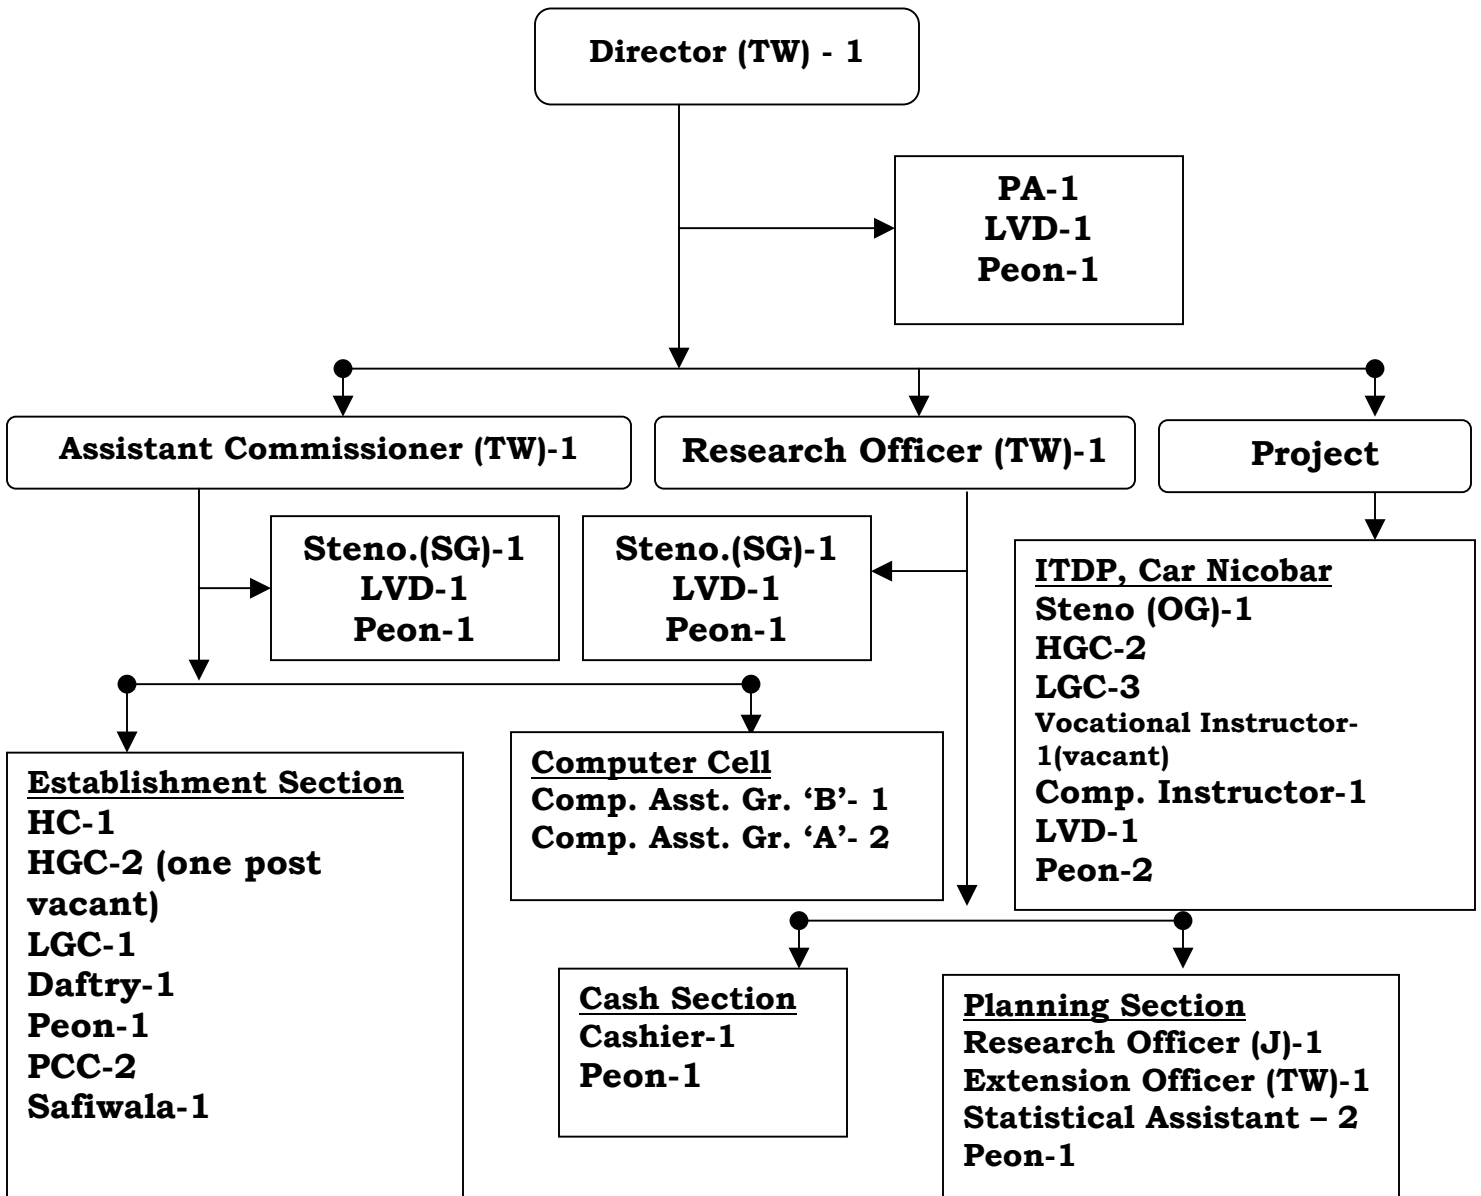 Director (TW) - 1
PA-1
LVD-1
Peon-1
Assistant Commissioner (TW)-1
Research Officer (TW)-1
Project
Steno.(SG)-1
LVD-1
Peon-1
Steno.(SG)-1
LVD-1
Peon-1
ITDP, Car Nicobar
Steno (OG)-1
HGC-2
LGC-3
Vocational Instructor-
1(vacant)
Comp. Instructor-1
LVD-1
Peon-2
Establishment Section
HC-1
HGC-2 (one post
vacant)
LGC-1
Daftry-1
Peon-1
PCC-2
Safiwala-1
Computer Cell
Comp. Asst. Gr. ‘B’- 1
Comp. Asst. Gr. ‘A’- 2
Cash Section
Cashier-1
Peon-1
Planning Section
Research Officer (J)-1
Extension Officer (TW)-1
Statistical Assistant – 2
Peon-1